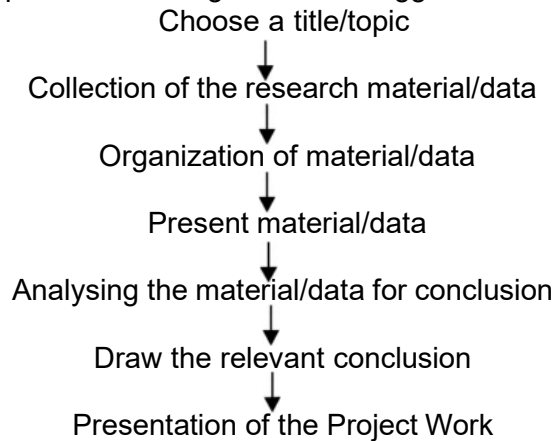 Choose a title/topic
Collection of the research material/data
Organization of material/data
Present material/data
Analysing the material/data for conclusion
Draw the relevant conclusion
Presentation of the Project Work